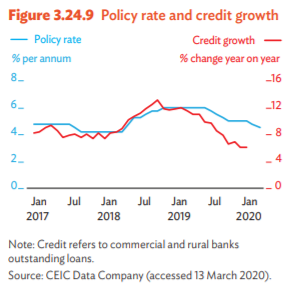 Figure 3.24.9 Policy rate and credit growth
Policy rate Credit growth
% per annum % change year on year
8 16
6 12
4 8
2 4
0 0
Jan Jul Jan Jul Jan Jul Jan
2017 2018 2019 2020
Note: Credit refers to commercial and rural banks
outstanding loans.
Source: CEIC Data Company (accessed 13 March 2020).